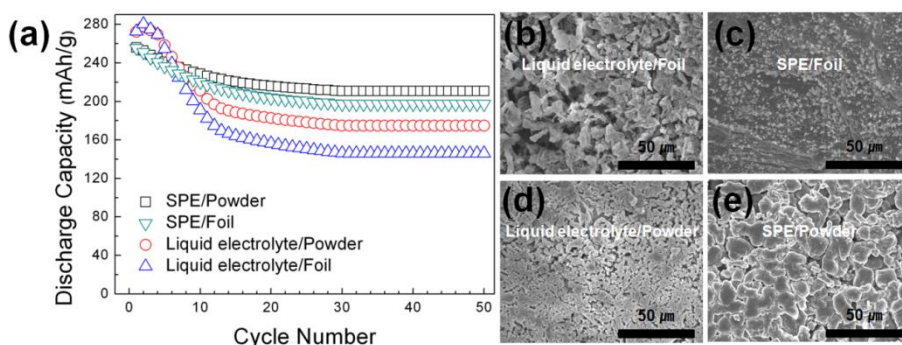 (a)
Discharge Capacity (mAh/g)
280
240
200
160
120
80
40
0
SPE/Powder
SPE/Foil
Liquid electrolyte/Powder
Liquid electrolyte/Foil
0 10 20 30 40 50
Cycle Number
(b)
Liquid electrolyte/Foil
50 ㎛
(c)
SPE/Foil
50 ㎛
(d)
Liquid electrolyte/Powder
50 ㎛
(e)
SPE/Powder
50 ㎛